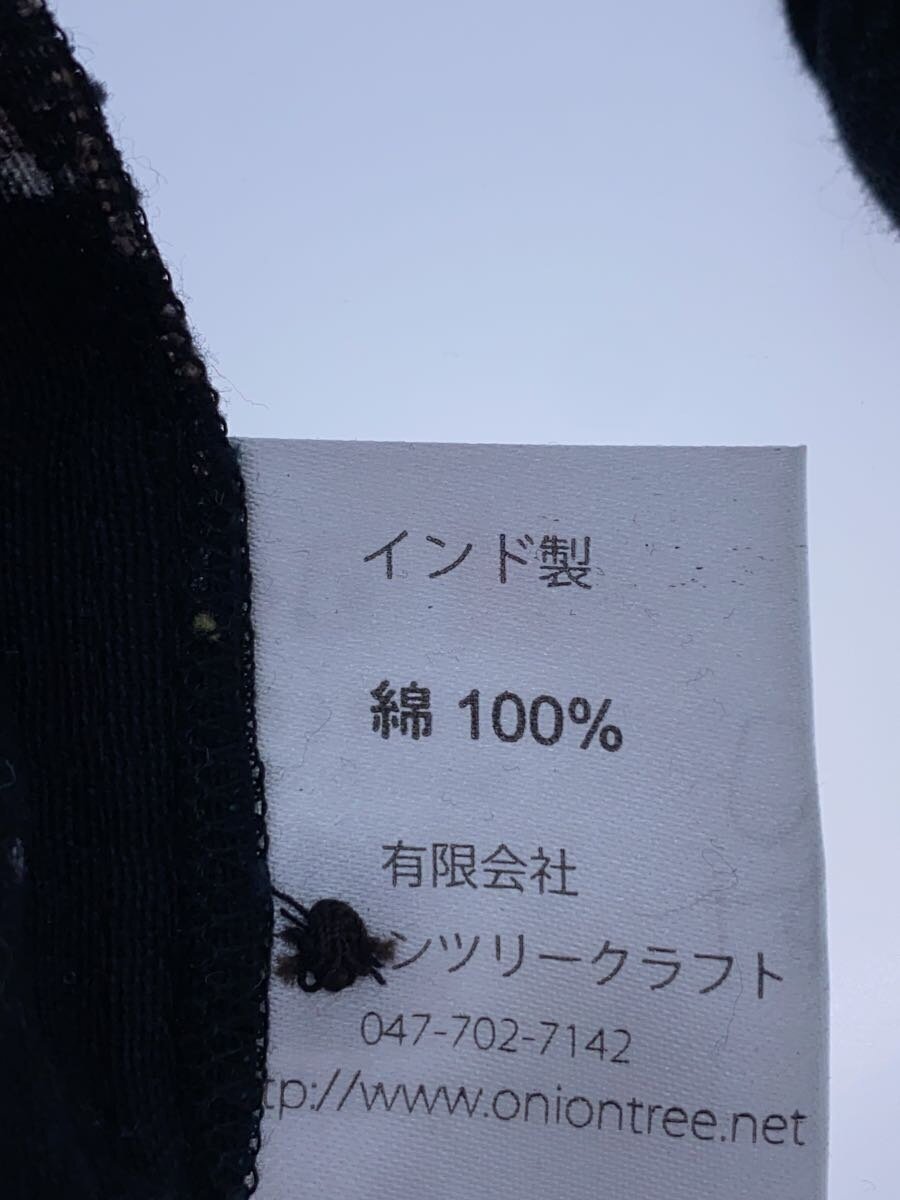 インド製
綿 100%
有限会社
ンツリークラフト
047-702-7142
tp://www.oniontree.net